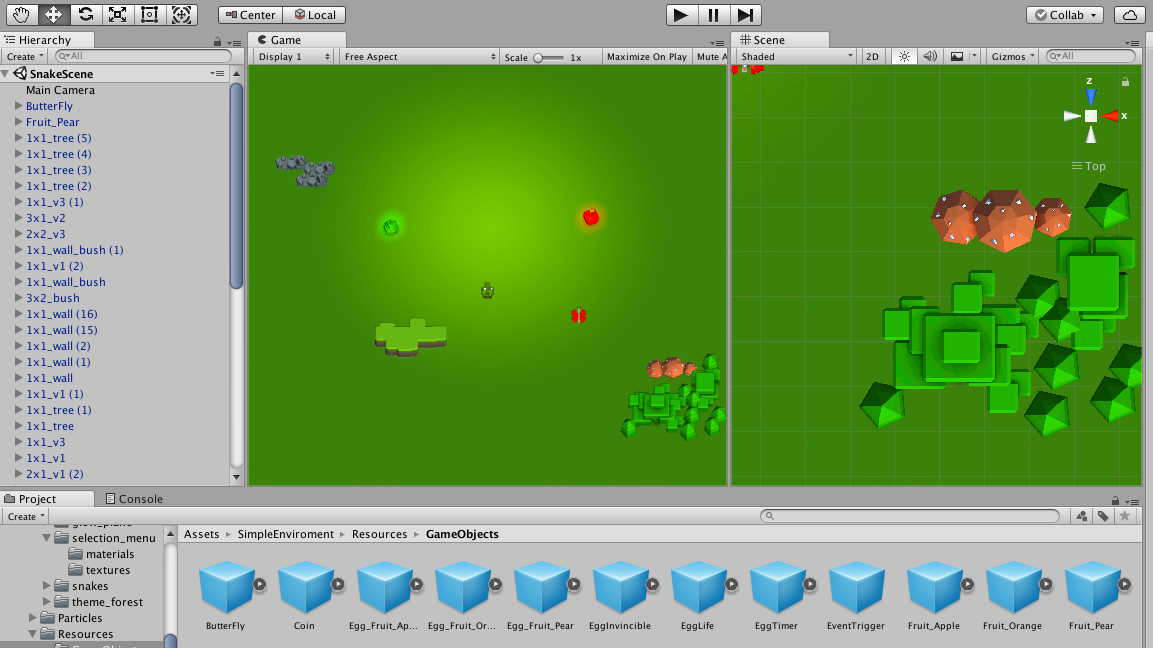 Center Local Collab
Hierarchy
Create All
SnakeScene
Main Camera
ButterFly
Fruit_Pear
1x1_tree (5)
1x1_tree (4)
1x1_tree (3)
1x1_tree (2)
1x1_v3 (1)
3x1_v2
2x2_v3
1x1_wall_bush (1)
1x1_v1 (2)
1x1_wall_bush
3x2_bush
1x1_wall (16)
1x1_wall (15)
1x1_wall (2)
1x1_wall (1)
1x1_wall
1x1_v1 (1)
1x1_tree (1)
1x1_tree
1x1_v3
1x1_v1
2x1_v1 (2)
Game
Display 1 Free Aspect Scale 1x Maximize On Play Mute A
Scene
Shaded 2D Gizmos All
z
x
Top
Project Console
Create
selection_menu
materials
textures
snakes
theme_forest
Particles
Resources
Assets SimpleEnviroment Resources GameObjects
ButterFly Coin Egg_Fruit_Ap... Egg_Fruit_Or... Egg_Fruit_Pear EggInvincible EggLife EggTimer EventTrigger Fruit_Apple Fruit_Orange Fruit_Pear